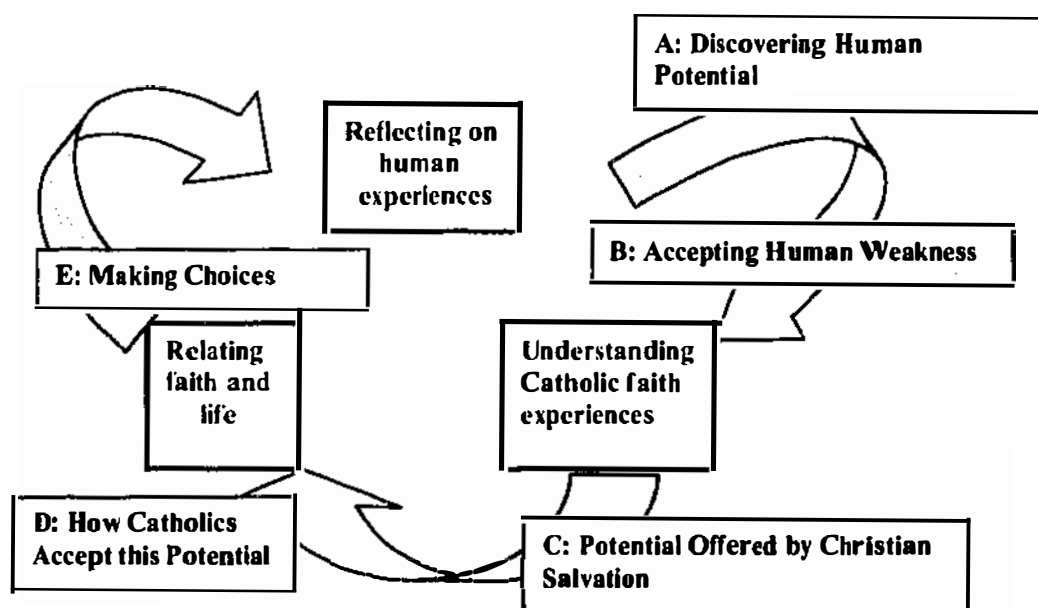 A: Discovering Human
Potential
Reflecting on
human
experiences
B: Accepting Human Weakness
E: Making Choices
Relating
faith and
life
Understanding
Catholic faith
experiences
D: How Catholics
Accept this Potential
C: Potential Offered by Christian
Salvation